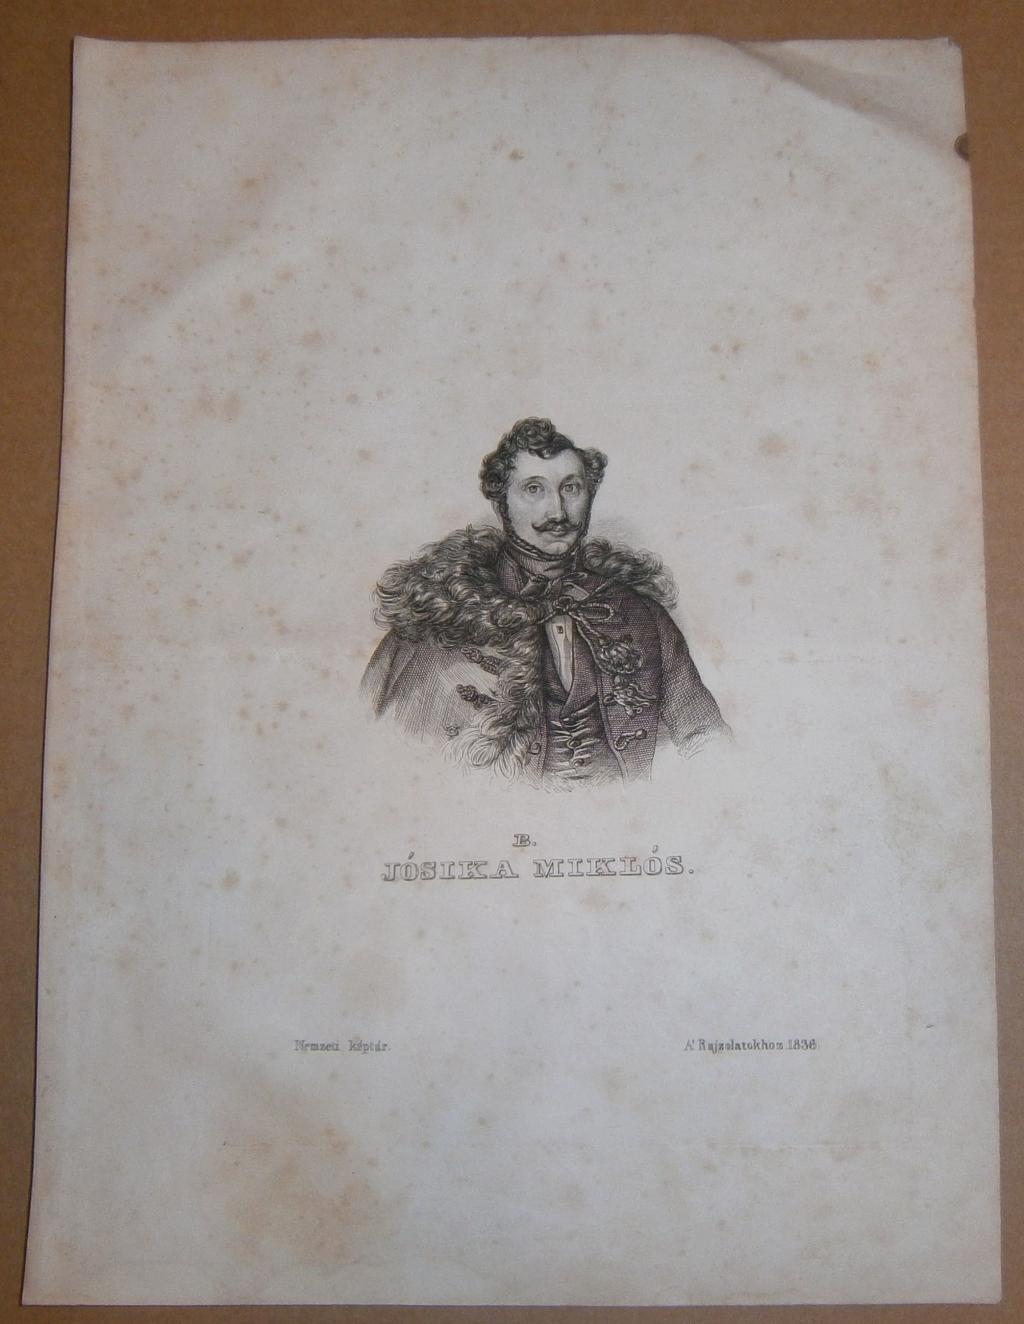 B.
JÓSIKA MIKLÓS.
Nemzeti képtár.
A' Rajzolatokhoz 1836